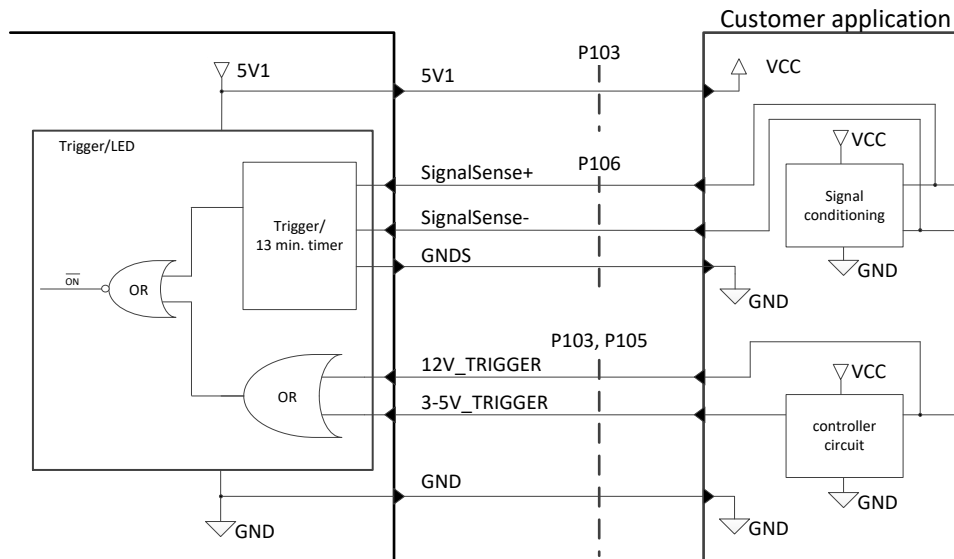 Customer application
P103
5V1
5V1
VCC
Trigger/LED
VCC
SignalSense+
P106
Signal
conditioning
Trigger/
13 min. timer
SignalSense-
GNDS
GND
ON
OR
GND
P103, P105
12V_TRIGGER
VCC
OR
3-5V_TRIGGER
controller
circuit
GND
GND
GND
GND